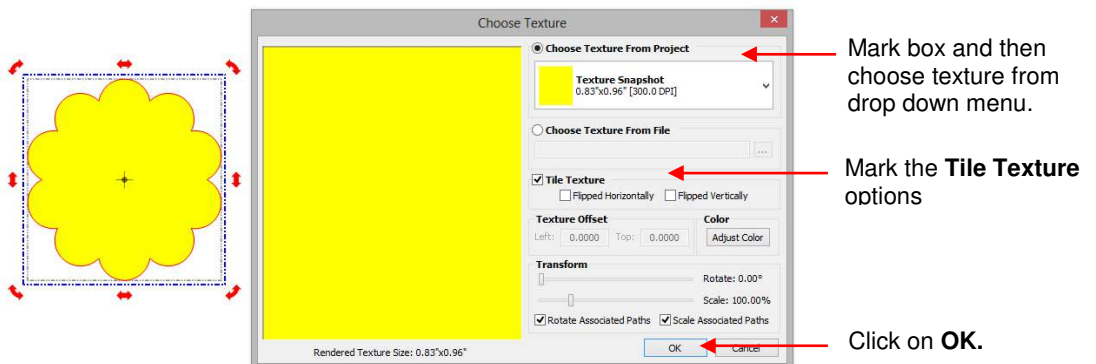 Choose Texture
Choose Texture From Project
Texture Snapshot
0.83"x0.96" [300.0 DPI]
Choose Texture From File
...
Tile Texture
Flipped Horizontally Flipped Vertically
Texture Offset
Left: 0.0000 Top: 0.0000
Color
Adjust Color
Transform
Rotate: 0.00°
Scale: 100.00%
Rotate Associated Paths Scale Associated Paths
Rendered Texture Size: 0.83"x0.96"
OK Cancel
Mark box and then
choose texture from
drop down menu.
Mark the Tile Texture
options
Click on OK.